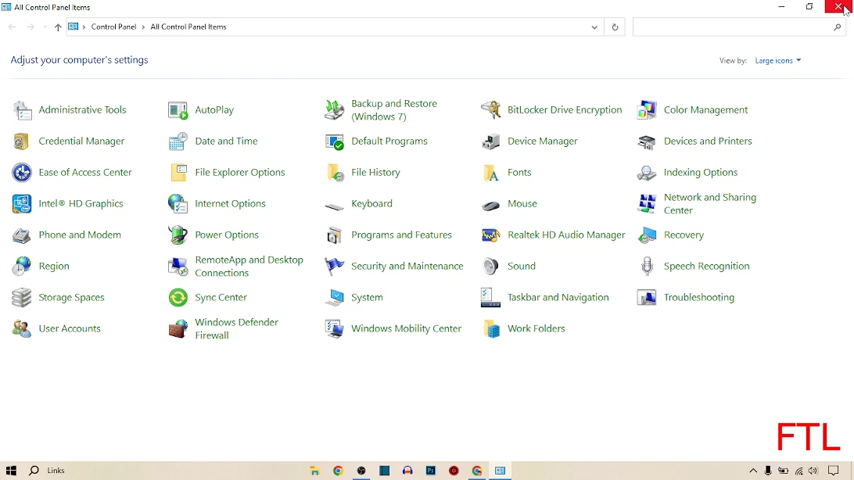 All Control Panel Items
Control Panel > All Control Panel Items
Adjust your computer's settings
View by: Large icons
Administrative Tools
AutoPlay
Backup and Restore
(Windows 7)
BitLocker Drive Encryption
Color Management
Credential Manager
Date and Time
Default Programs
Device Manager
Devices and Printers
Ease of Access Center
File Explorer Options
File History
Fonts
Indexing Options
Intel® HD Graphics
Internet Options
Keyboard
Mouse
Network and Sharing
Center
Phone and Modem
Power Options
Programs and Features
Realtek HD Audio Manager
Recovery
Region
RemoteApp and Desktop
Connections
Security and Maintenance
Sound
Speech Recognition
Storage Spaces
Sync Center
System
Taskbar and Navigation
Troubleshooting
User Accounts
Windows Defender
Firewall
Windows Mobility Center
Work Folders
FTL
Links